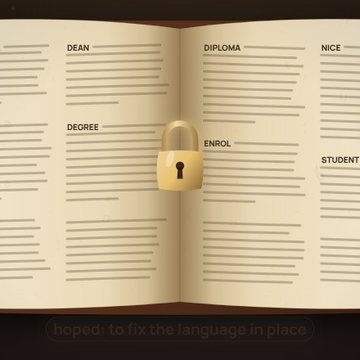 DEAN
DEGREE
DIPLOMA
ENROL
NICE
STUDENT
hoped: to fix the language in place